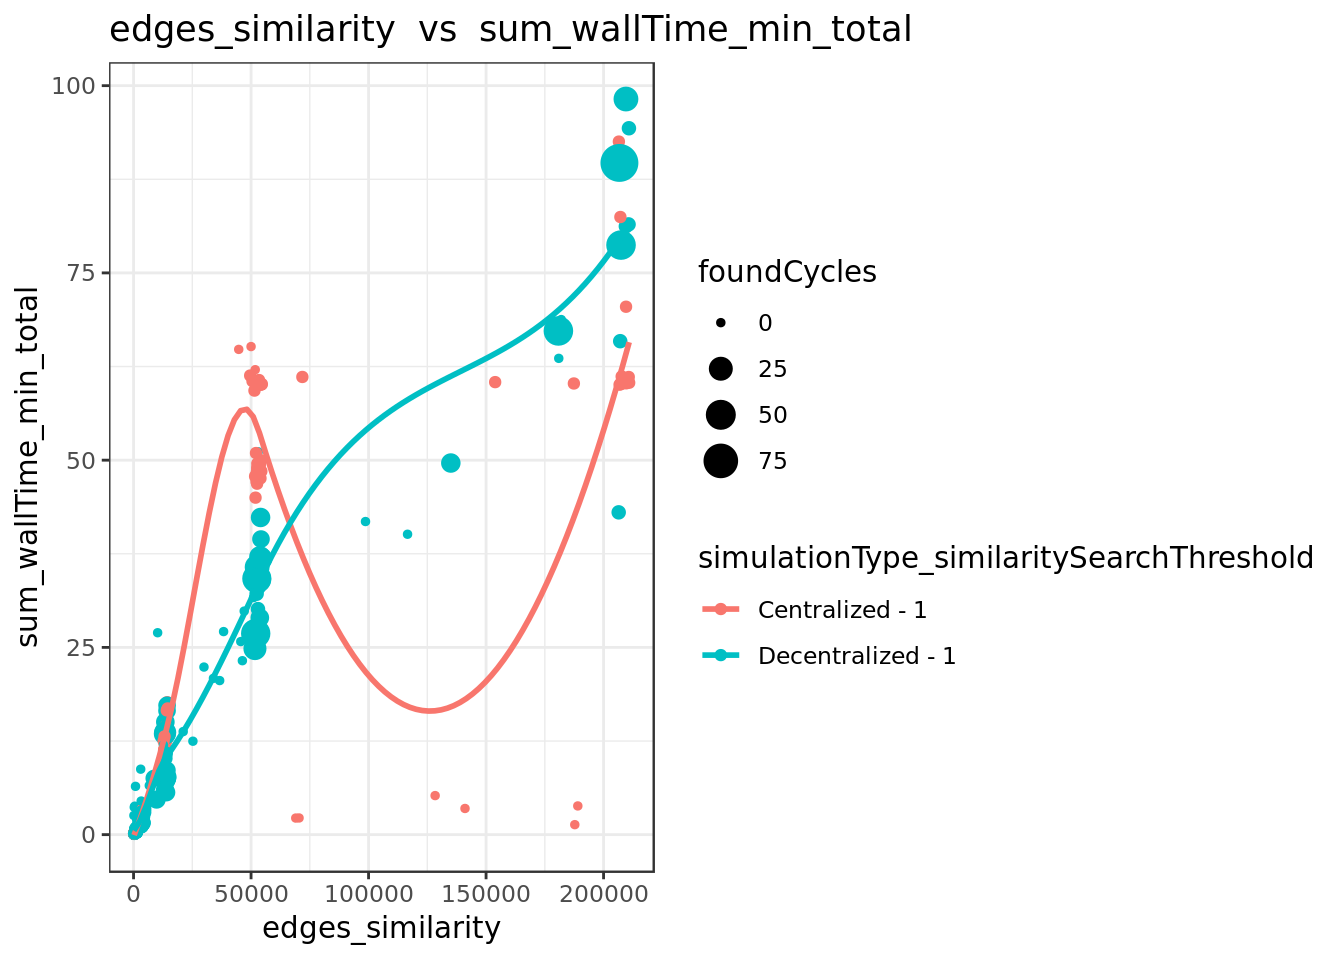 edges_similarity  vs  sum_wallTime_min_total
sum_wallTime_min_total
100
75
50
25
0
0
50000
100000
150000
200000
edges_similarity
foundCycles
0
25
50
75
simulationType_similaritySearchThreshold
Centralized - 1
Decentralized - 1